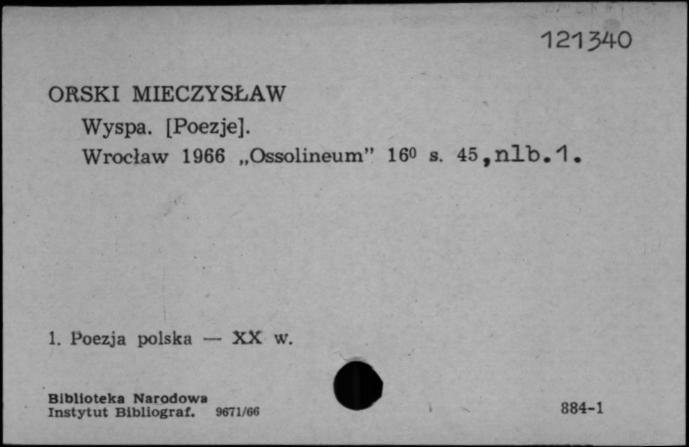 121340
ORSKI MIECZYSŁAW
Wyspa. [Poezje].
Wrocław 1966 „Ossolineum” 16⁰ s. 45,nlb.1.
1. Poezja polska — XX w.
Biblioteka Narodowa
Instytut Bibliograf. 9671/66
884-1